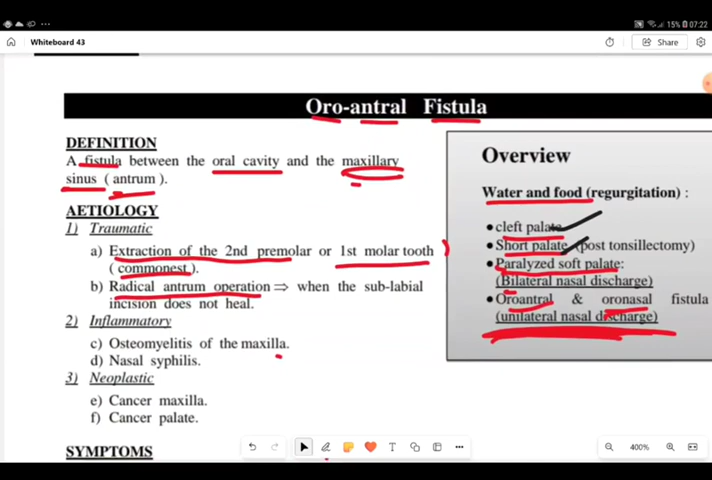 15% 07:22
Whiteboard 43
Share
Oro-antral Fistula
DEFINITION
A fistula between the oral cavity and the maxillary
sinus ( antrum ).
AETIOLOGY
1) Traumatic
a) Extraction of the 2nd premolar or 1st molar tooth
( commonest ).
b) Radical antrum operation ⇒ when the sub-labial
incision does not heal.
2) Inflammatory
c) Osteomyelitis of the maxilla.
d) Nasal syphilis.
3) Neoplastic
e) Cancer maxilla.
f) Cancer palate.
SYMPTOMS
Overview
Water and food (regurgitation) :
• cleft palate
• Short palate (post tonsillectomy)
• Paralyzed soft palate:
(Bilateral nasal discharge)
• Oroantral & oronasal fistula
(unilateral nasal discharge)
400%